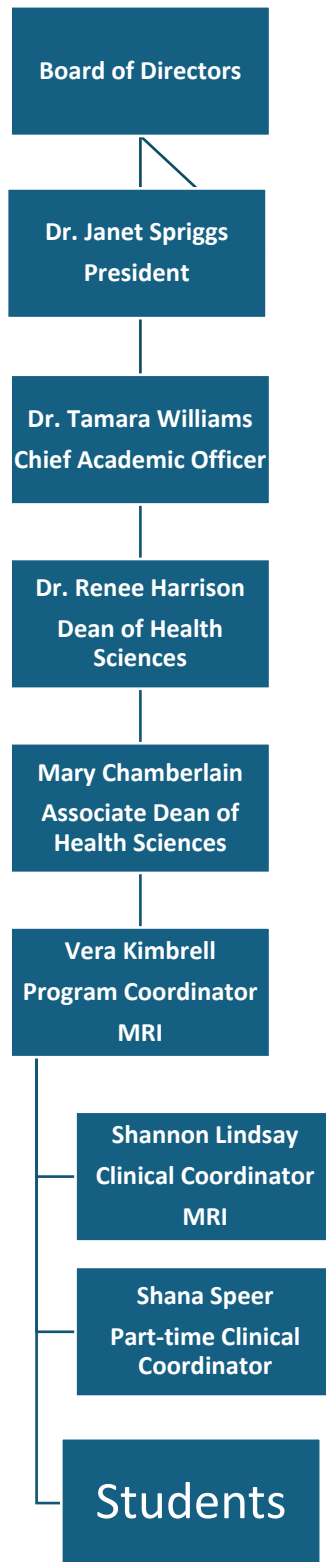 Board of Directors
Dr. Janet Spriggs
President
Dr. Tamara Williams
Chief Academic Officer
Dr. Renee Harrison
Dean of Health
Sciences
Mary Chamberlain
Associate Dean of
Health Sciences
Vera Kimbrell
Program Coordinator
MRI
Shannon Lindsay
Clinical Coordinator
MRI
Shana Speer
Part-time Clinical
Coordinator
Students